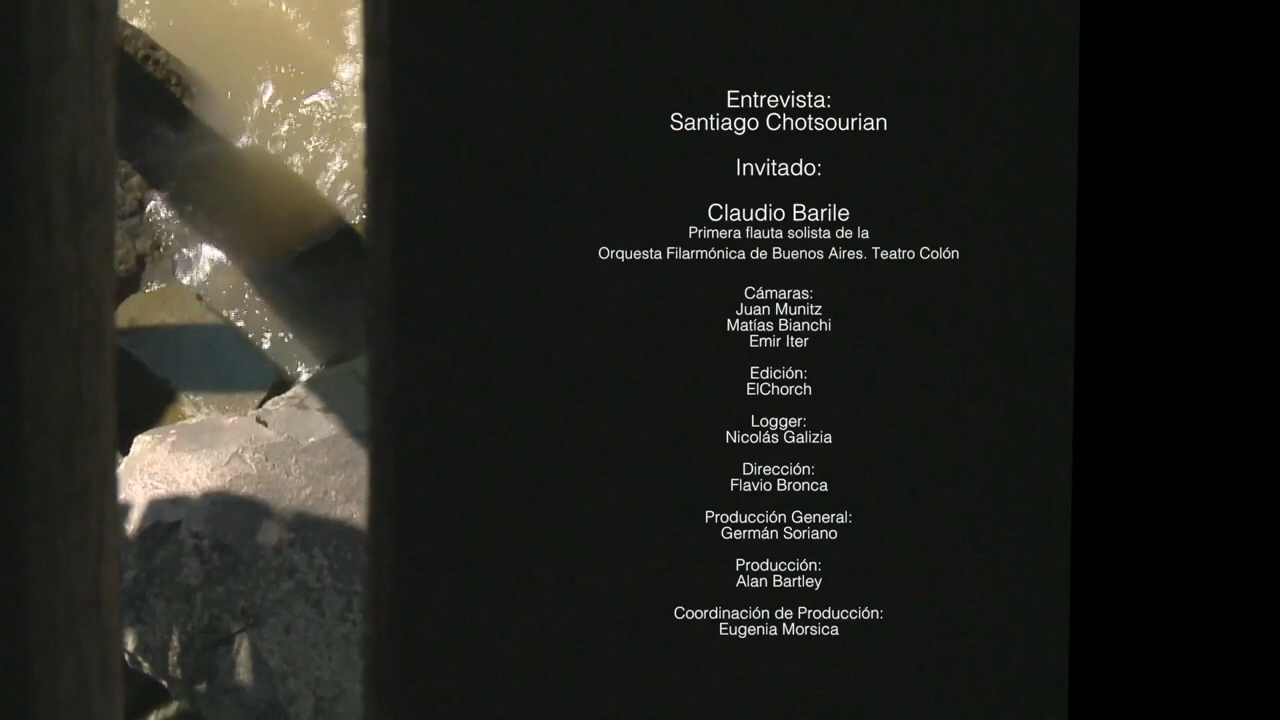 Entrevista:
Santiago Chotsourian
Invitado:
Claudio Barile
Primera flauta solista de la
Orquesta Filarmónica de Buenos Aires. Teatro Colón
Cámaras:
Juan Munitz
Matías Bianchi
Emir Iter
Edición:
ElChorch
Logger:
Nicolás Galizia
Dirección:
Flavio Bronca
Producción General:
Germán Soriano
Producción:
Alan Bartley
Coordinación de Producción:
Eugenia Morsica